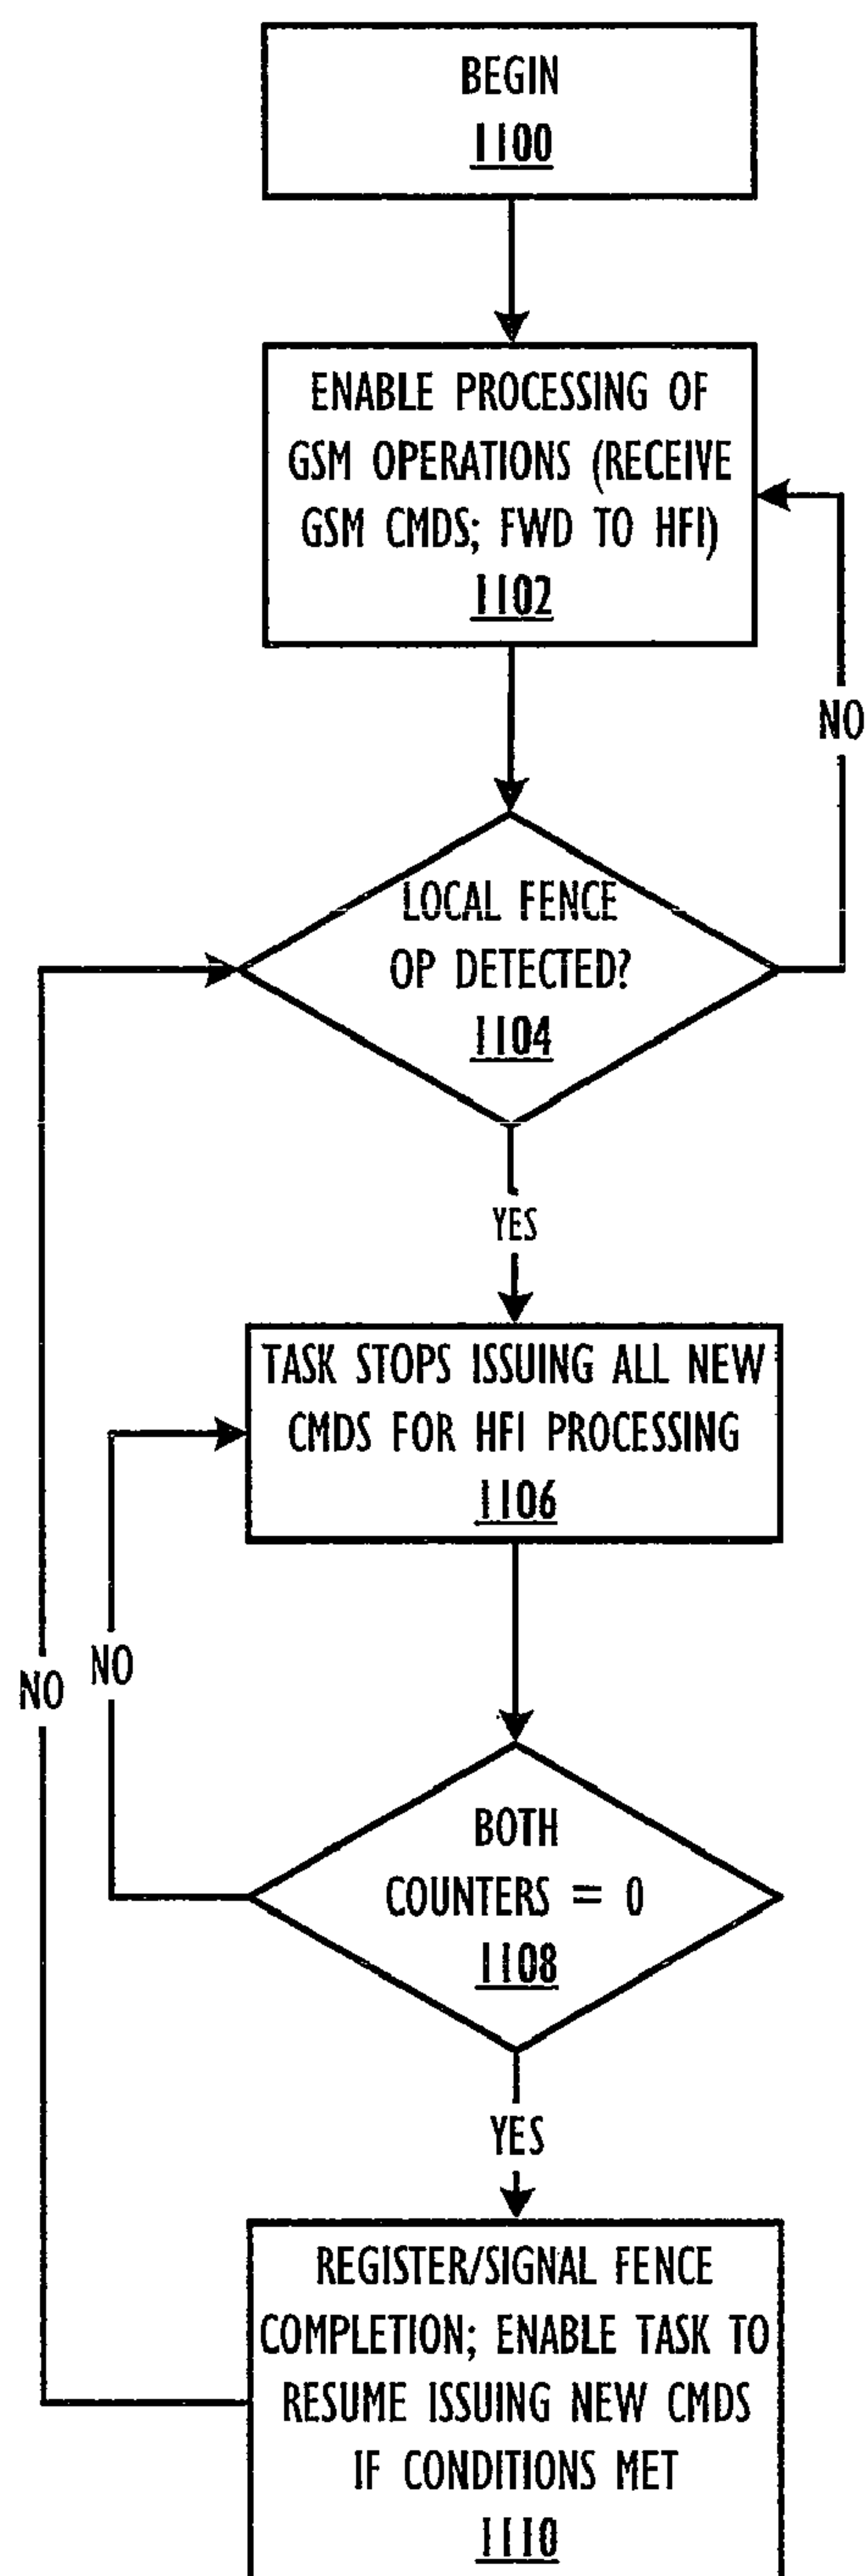 BEGIN
1100
ENABLE PROCESSING OF
GSM OPERATIONS (RECEIVE
GSM CMDS; FWD TO HFI)
1102
NO
LOCAL FENCE
OP DETECTED?
1104
YES
TASK STOPS ISSUING ALL NEW
CMDS FOR HFI PROCESSING
1106
NO
NO
BOTH
COUNTERS = 0
1108
YES
REGISTER/SIGNAL FENCE
COMPLETION; ENABLE TASK TO
RESUME ISSUING NEW CMDS
IF CONDITIONS MET
1110